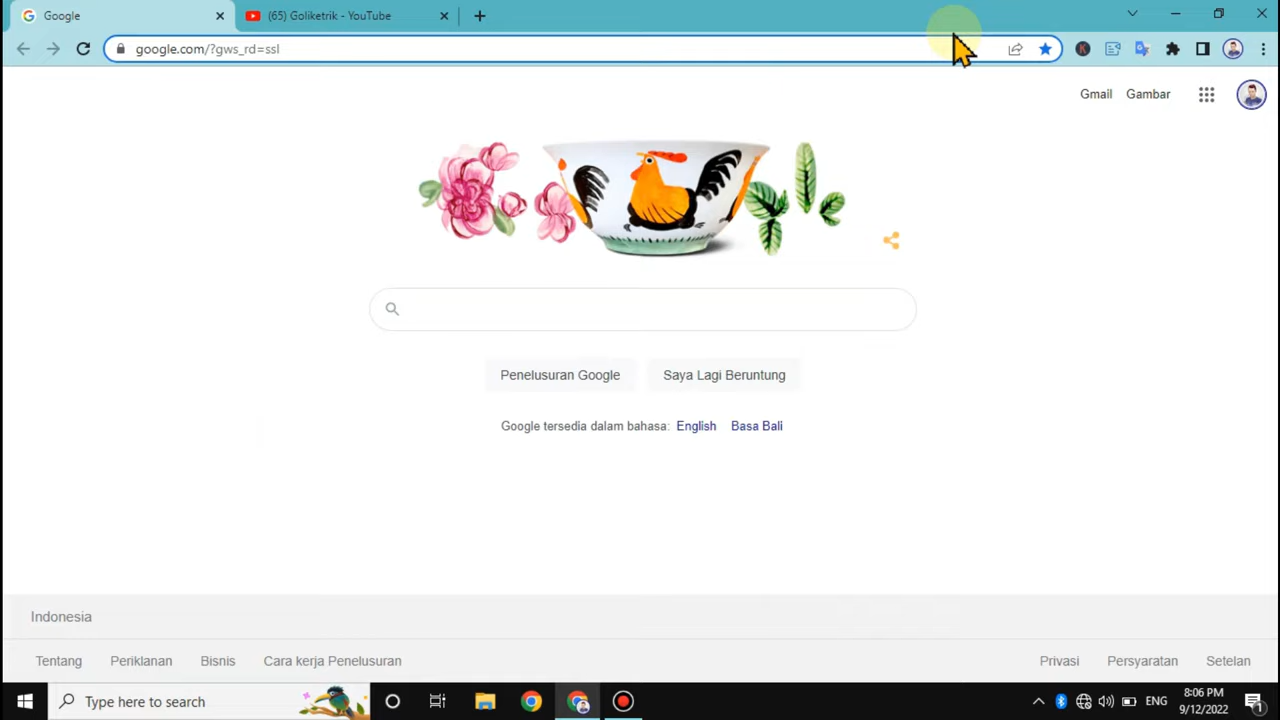 Google
(65) Goliketrik - YouTube
google.com/?gws_rd=ssl
K
Gmail
Gambar
Penelusuran Google
Saya Lagi Beruntung
Google tersedia dalam bahasa: English Basa Bali
Indonesia
Tentang
Periklanan
Bisnis
Cara kerja Penelusuran
Privasi
Persyaratan
Setelan
Type here to search
ENG
8:06 PM
9/12/2022
1